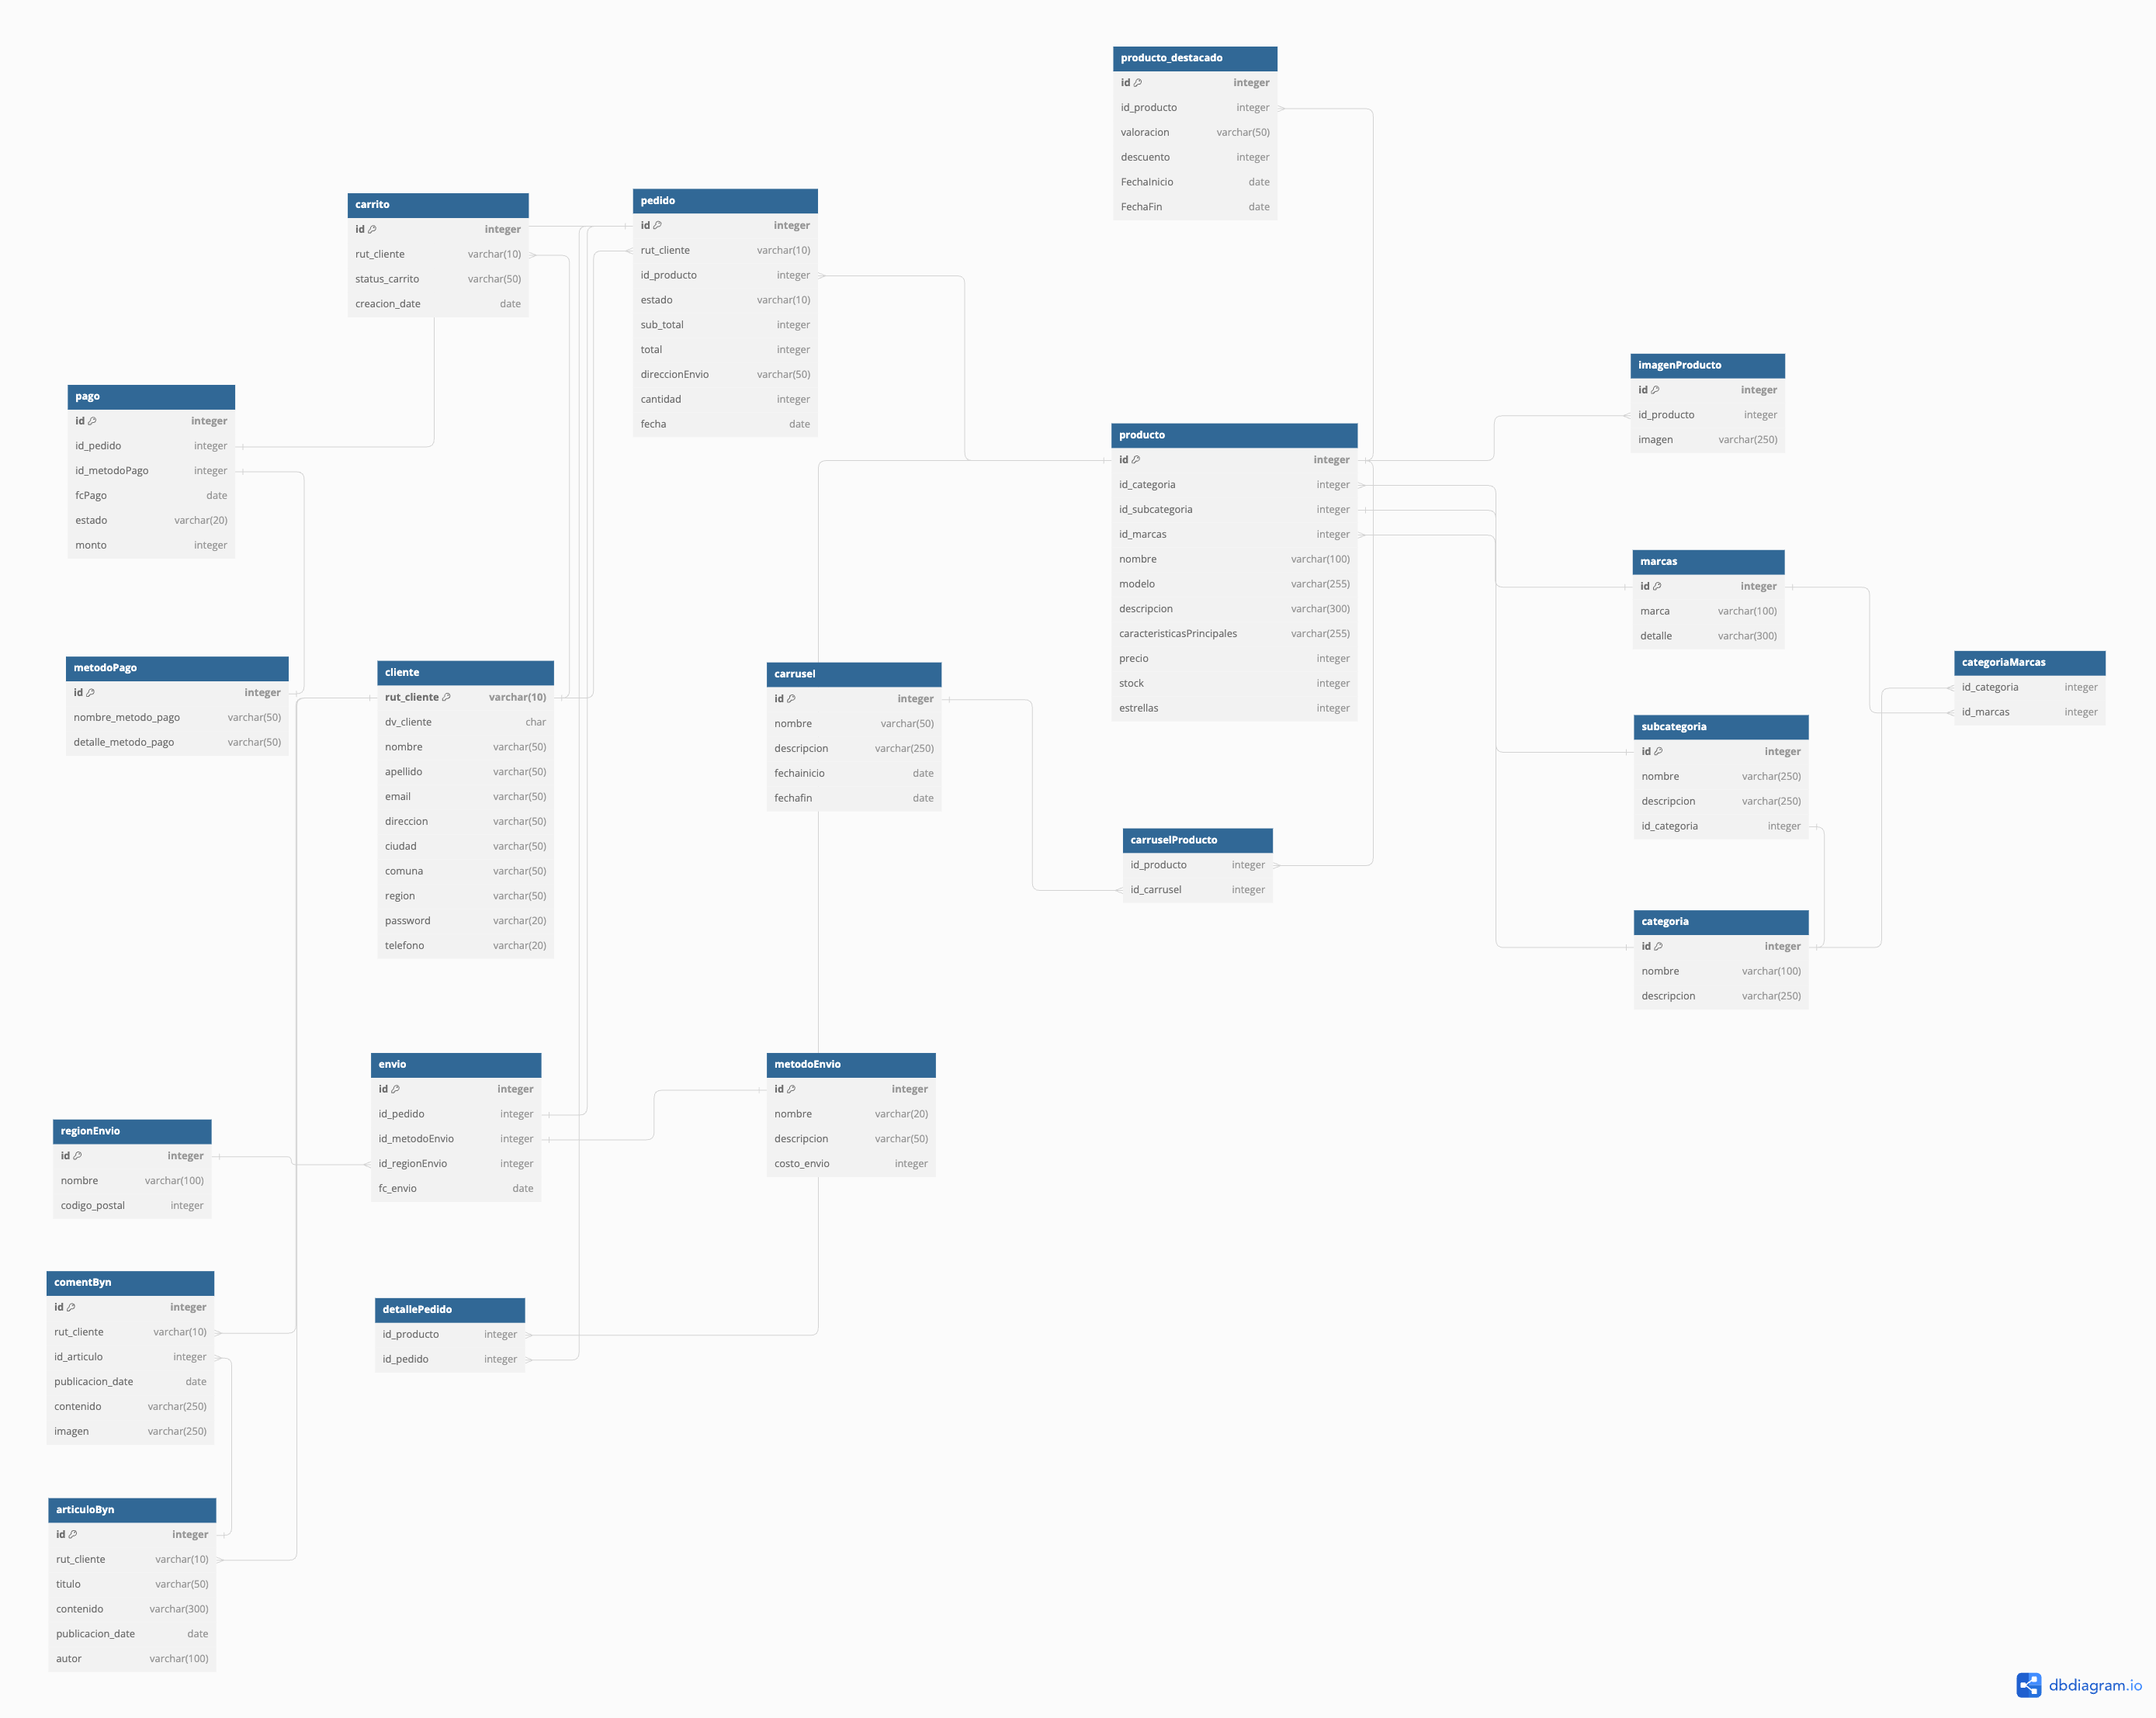 producto_destacado
id integer
id_producto integer
valoracion varchar(50)
descuento integer
FechaInicio date
FechaFin date
carrito
id integer
rut_cliente varchar(10)
status_carrito varchar(50)
creacion_date date
pedido
id integer
rut_cliente varchar(10)
id_producto integer
estado varchar(10)
sub_total integer
total integer
direccionEnvio varchar(50)
cantidad integer
fecha date
pago
id integer
id_pedido integer
id_metodoPago integer
fcPago date
estado varchar(20)
monto integer
producto
id integer
id_categoria integer
id_subcategoria integer
id_marcas integer
nombre varchar(100)
modelo varchar(255)
descripcion varchar(300)
caracteristicasPrincipales varchar(255)
precio integer
stock integer
estrellas integer
imagenProducto
id integer
id_producto integer
imagen varchar(250)
marcas
id integer
marca varchar(100)
detalle varchar(300)
categoriaMarcas
id_categoria integer
id_marcas integer
metodoPago
id integer
nombre_metodo_pago varchar(50)
detalle_metodo_pago varchar(50)
cliente
rut_cliente varchar(10)
dv_cliente char
nombre varchar(50)
apellido varchar(50)
email varchar(50)
direccion varchar(50)
ciudad varchar(50)
comuna varchar(50)
region varchar(50)
password varchar(20)
telefono varchar(20)
carrusel
id integer
nombre varchar(50)
descripcion varchar(250)
fechainicio date
fechafin date
subcategoria
id integer
nombre varchar(250)
descripcion varchar(250)
id_categoria integer
carruselProducto
id_producto integer
id_carrusel integer
categoria
id integer
nombre varchar(100)
descripcion varchar(250)
envio
id integer
id_pedido integer
id_metodoEnvio integer
id_regionEnvio integer
fc_envio date
metodoEnvio
id integer
nombre varchar(20)
descripcion varchar(50)
costo_envio integer
regionEnvio
id integer
nombre varchar(100)
codigo_postal integer
comentByn
id integer
rut_cliente varchar(10)
id_articulo integer
publicacion_date date
contenido varchar(250)
imagen varchar(250)
detallePedido
id_producto integer
id_pedido integer
articuloByn
id integer
rut_cliente varchar(10)
titulo varchar(50)
contenido varchar(300)
publicacion_date date
autor varchar(100)
dbdiagram.io